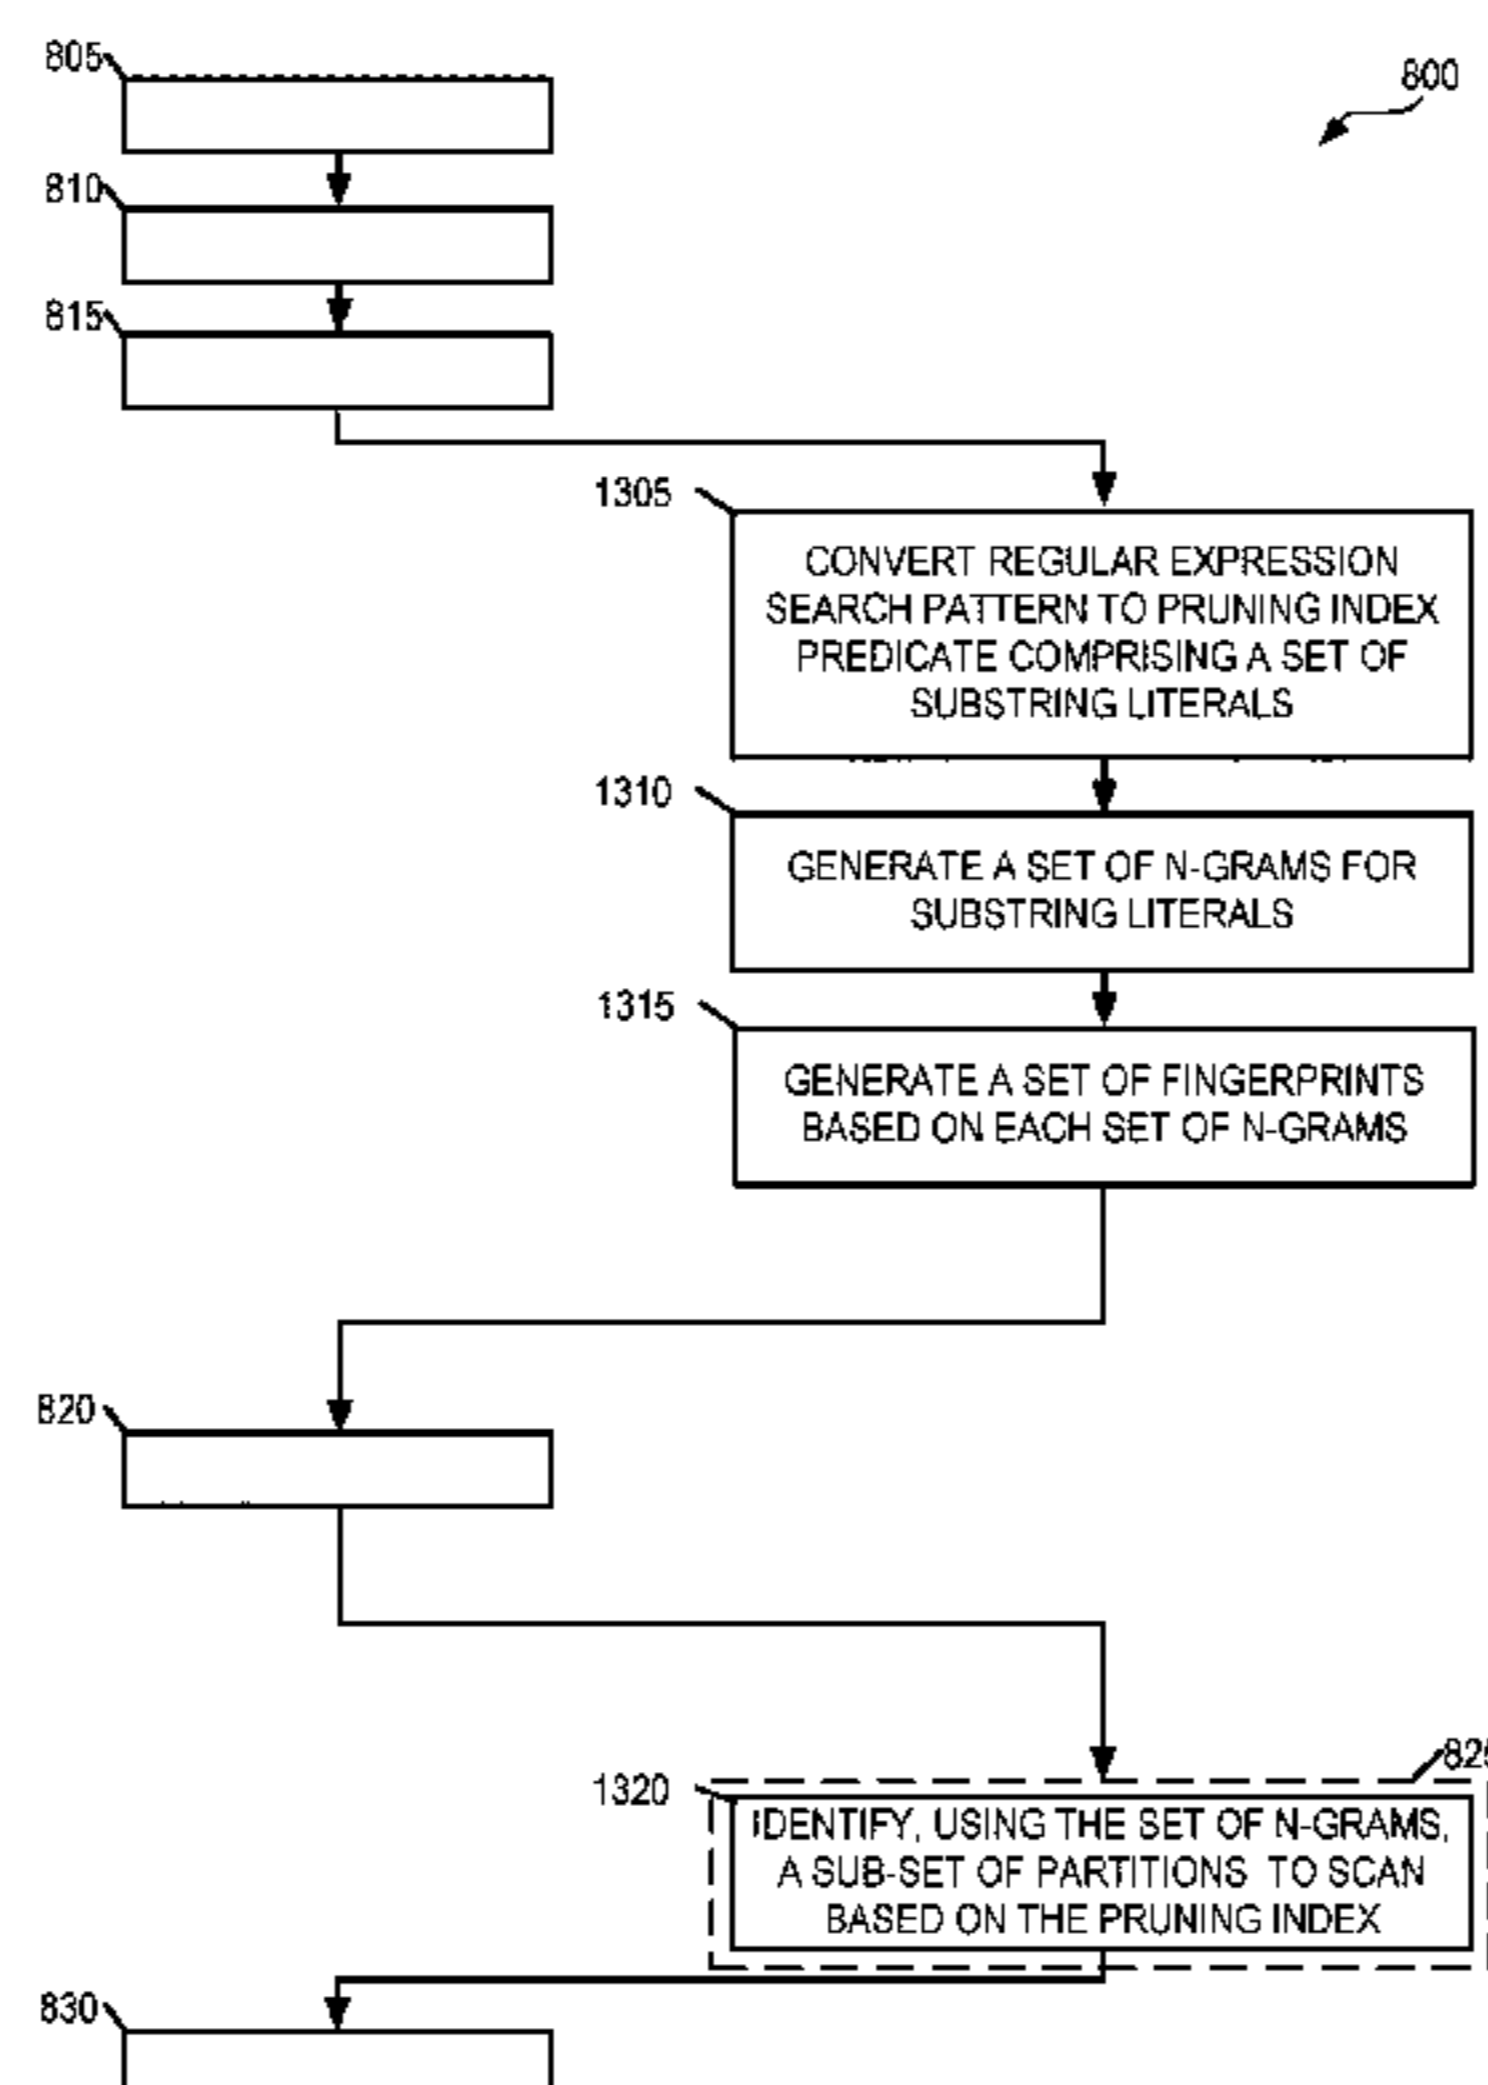 805
800
810
815
1305
CONVERT REGULAR EXPRESSION
SEARCH PATTERN TO PRUNING INDEX
PREDICATE COMPRISING A SET OF
SUBSTRING LITERALS
1310
GENERATE A SET OF N-GRAMS FOR
SUBSTRING LITERALS
1315
GENERATE A SET OF FINGERPRINTS
BASED ON EACH SET OF N-GRAMS
820
825
1320
IDENTIFY, USING THE SET OF N-GRAMS,
A SUB-SET OF PARTITIONS TO SCAN
BASED ON THE PRUNING INDEX
830